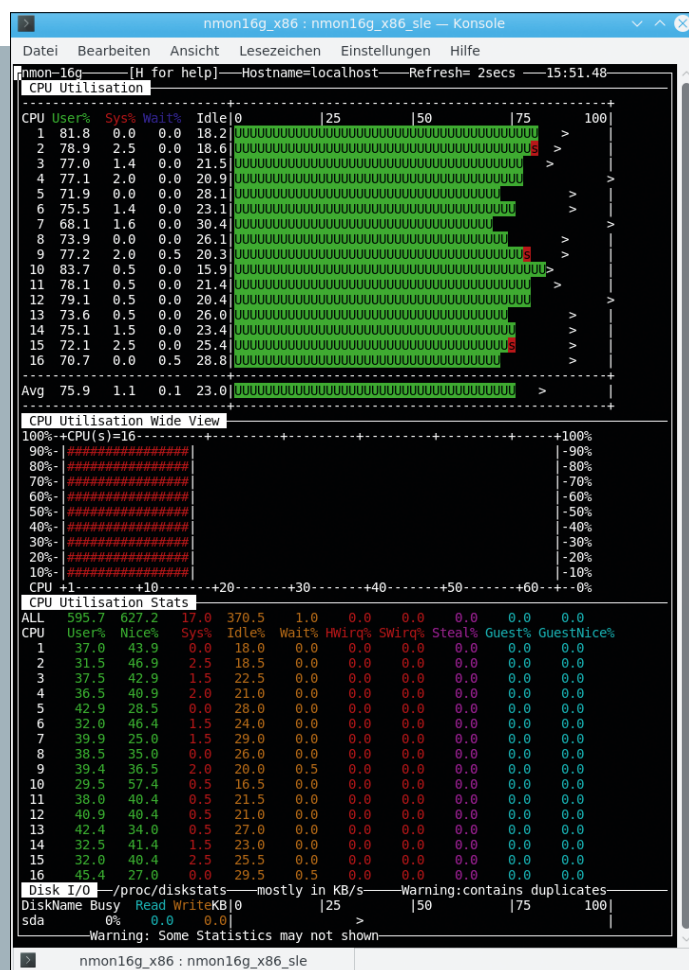 nmon16g_x86 : nmon16g_x86_sle — Konsole
Datei Bearbeiten Ansicht Lesezeichen Einstellungen Hilfe
nmon-16g [H for help] Hostname=localhost Refresh= 2secs 15:51.48
CPU Utilisation
CPU User% Sys% Wait% Idle|0 |25 |50 |75 100|
1 81.8 0.0 0.0 18.2|UUUUUUUUUUUUUUUUUUUUUUUUUUUUUUUUUUUUUUUU >
2 78.9 2.5 0.0 18.6|UUUUUUUUUUUUUUUUUUUUUUUUUUUUUUUUUUUUUUUs >
3 77.0 1.4 0.0 21.5|UUUUUUUUUUUUUUUUUUUUUUUUUUUUUUUUUUUUUU >
4 77.1 2.0 0.0 20.9|UUUUUUUUUUUUUUUUUUUUUUUUUUUUUUUUUUUUUU >
5 71.9 0.0 0.0 28.1|UUUUUUUUUUUUUUUUUUUUUUUUUUUUUUUUUUU > |
6 75.5 1.4 0.0 23.1|UUUUUUUUUUUUUUUUUUUUUUUUUUUUUUUUUUUUU > |
7 68.1 1.6 0.0 30.4|UUUUUUUUUUUUUUUUUUUUUUUUUUUUUUUUUU >
8 73.9 0.0 0.0 26.1|UUUUUUUUUUUUUUUUUUUUUUUUUUUUUUUUUUUU > |
9 77.2 2.0 0.5 20.3|UUUUUUUUUUUUUUUUUUUUUUUUUUUUUUUUUUUUUUs > |
10 83.7 0.5 0.0 15.9|UUUUUUUUUUUUUUUUUUUUUUUUUUUUUUUUUUUUUUUUU> |
11 78.1 0.5 0.0 21.4|UUUUUUUUUUUUUUUUUUUUUUUUUUUUUUUUUUUUUUU > |
12 79.1 0.5 0.0 20.4|UUUUUUUUUUUUUUUUUUUUUUUUUUUUUUUUUUUUUUU >
13 73.6 0.5 0.0 26.0|UUUUUUUUUUUUUUUUUUUUUUUUUUUUUUUUUUUU > |
14 75.1 1.5 0.0 23.4|UUUUUUUUUUUUUUUUUUUUUUUUUUUUUUUUUUUUU > |
15 72.1 2.5 0.0 25.4|UUUUUUUUUUUUUUUUUUUUUUUUUUUUUUUUUUUUs > |
16 70.7 0.0 0.5 28.8|UUUUUUUUUUUUUUUUUUUUUUUUUUUUUUUUUUU > |
Avg 75.9 1.1 0.1 23.0|UUUUUUUUUUUUUUUUUUUUUUUUUUUUUUUUUUUUU > |
CPU Utilisation Wide View
100%-+CPU(s)=16---------+---------+---------+---------+---------+100%
90%-|################| |-90%
80%-|################| |-80%
70%-|################| |-70%
60%-|################| |-60%
50%-|################| |-50%
40%-|################| |-40%
30%-|################| |-30%
20%-|################| |-20%
10%-|################| |-10%
CPU +1--------+10-------+20-------+30-------+40-------+50-------+60--+--0%
CPU Utilisation Stats
ALL 595.7 627.2 17.0 370.5 1.0 0.0 0.0 0.0 0.0 0.0
CPU User% Nice% Sys% Idle% Wait% HWirq% SWirq% Steal% Guest% GuestNice%
1 37.0 43.9 0.0 18.0 0.0 0.0 0.0 0.0 0.0 0.0
2 31.5 46.9 2.5 18.5 0.0 0.0 0.0 0.0 0.0 0.0
3 37.5 42.9 1.5 22.5 0.0 0.0 0.0 0.0 0.0 0.0
4 36.5 40.9 2.0 21.0 0.0 0.0 0.0 0.0 0.0 0.0
5 42.9 28.5 0.0 28.0 0.0 0.0 0.0 0.0 0.0 0.0
6 32.0 46.4 1.5 24.0 0.0 0.0 0.0 0.0 0.0 0.0
7 39.9 25.0 1.5 29.0 0.0 0.0 0.0 0.0 0.0 0.0
8 38.5 35.0 0.0 26.0 0.0 0.0 0.0 0.0 0.0 0.0
9 39.4 36.5 2.0 20.0 0.5 0.0 0.0 0.0 0.0 0.0
10 29.5 57.4 0.5 16.5 0.0 0.0 0.0 0.0 0.0 0.0
11 38.0 40.4 0.5 21.5 0.0 0.0 0.0 0.0 0.0 0.0
12 40.9 40.4 0.5 21.0 0.0 0.0 0.0 0.0 0.0 0.0
13 42.4 34.0 0.5 27.0 0.0 0.0 0.0 0.0 0.0 0.0
14 32.5 41.4 1.5 23.0 0.0 0.0 0.0 0.0 0.0 0.0
15 32.0 40.4 2.5 25.5 0.0 0.0 0.0 0.0 0.0 0.0
16 45.4 27.0 0.0 29.5 0.5 0.0 0.0 0.0 0.0 0.0
Disk I/O /proc/diskstats mostly in KB/s Warning:contains duplicates
DiskName Busy Read WriteKB|0 |25 |50 |75 100|
sda 0% 0.0 0.0| > |
Warning: Some Statistics may not shown
nmon16g_x86 : nmon16g_x86_sle